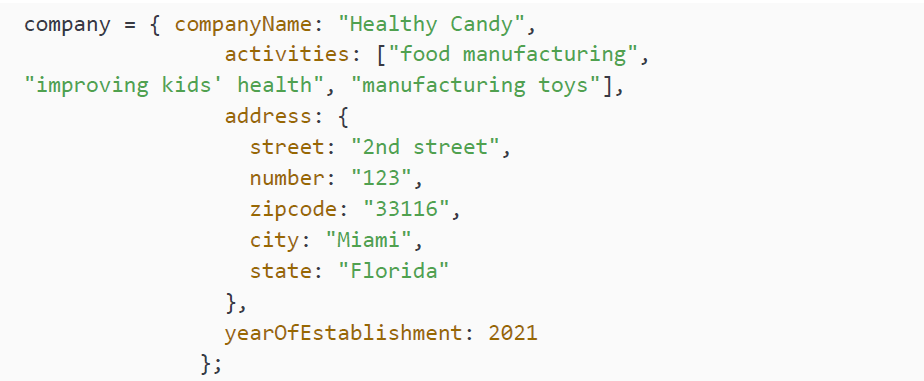 company = { companyName: "Healthy Candy",
activities: ["food manufacturing",
"improving kids' health", "manufacturing toys"],
address: {
street: "2nd street",
number: "123",
zipcode: "33116",
city: "Miami",
state: "Florida"
},
yearOfEstablishment: 2021
};